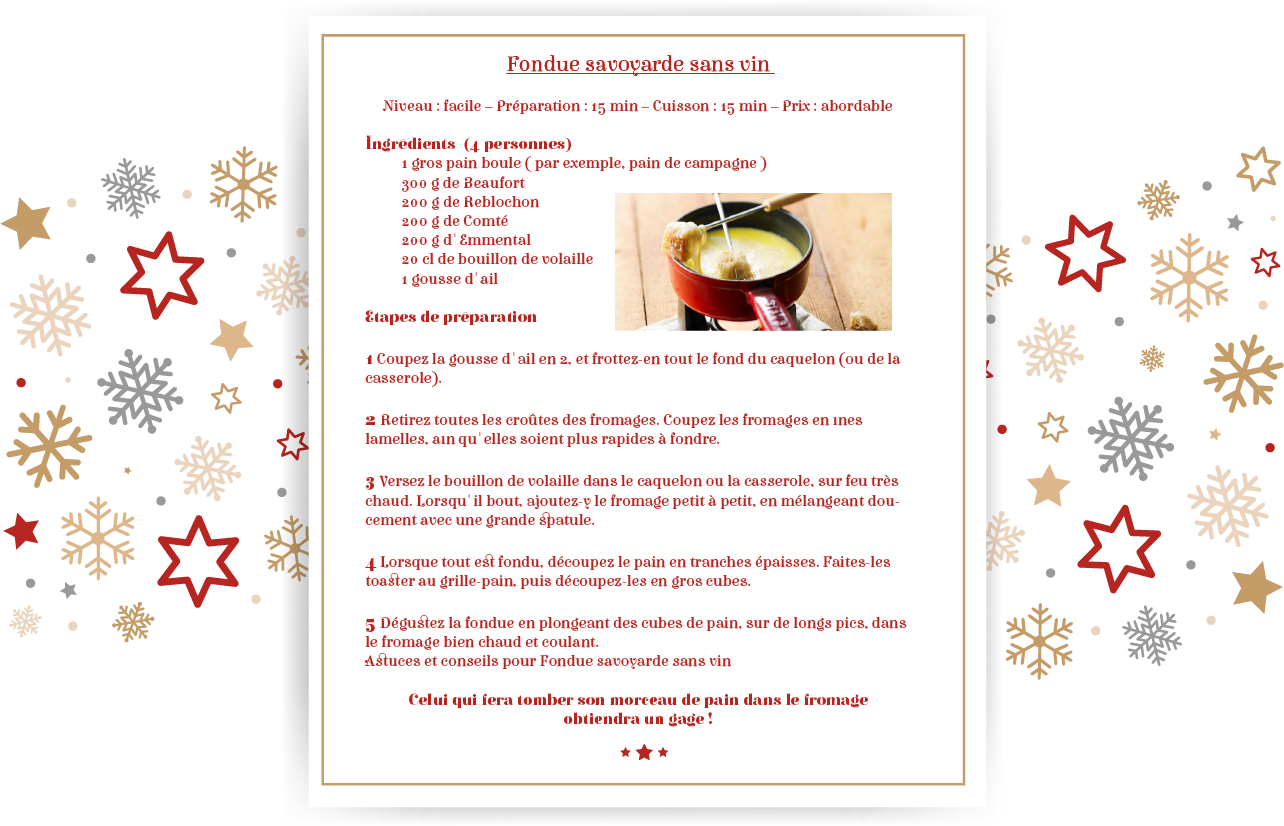 Fondue savoyarde sans vin
Niveau : facile – Préparation : 15 min – Cuisson : 15 min – Prix : abordable
Ingrédients (4 personnes)
1 gros pain boule ( par exemple, pain de campagne )
300 g de Beaufort
200 g de Reblochon
200 g de Comté
200 g d'Emmental
20 cl de bouillon de volaille
1 gousse d'ail
Etapes de préparation
1 Coupez la gousse d'ail en 2, et frottez-en tout le fond du caquelon (ou de la
casserole).
2 Retirez toutes les croûtes des fromages. Coupez les fromages en ınes
lamelles, aın qu'elles soient plus rapides à fondre.
3 Versez le bouillon de volaille dans le caquelon ou la casserole, sur feu très
chaud. Lorsqu'il bout, ajoutez-y le fromage petit à petit, en mélangeant dou-
cement avec une grande spatule.
4 Lorsque tout est fondu, découpez le pain en tranches épaisses. Faites-les
toaster au grille-pain, puis découpez-les en gros cubes.
5 Dégustez la fondue en plongeant des cubes de pain, sur de longs pics, dans
le fromage bien chaud et coulant.
Astuces et conseils pour Fondue savoyarde sans vin
Celui qui fera tomber son morceau de pain dans le fromage
obtiendra un gage !